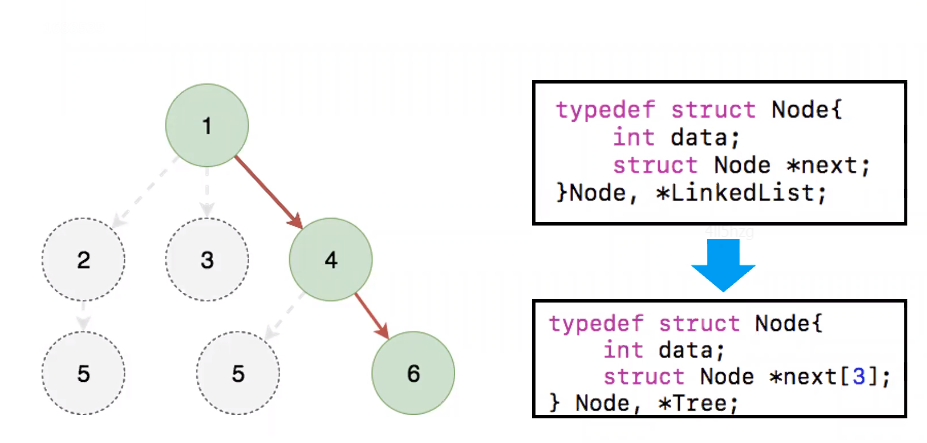 1
2
3
4
5
5
6
typedef struct Node{
    int data;
    struct Node *next;
}Node, *LinkedList;
typedef struct Node{
    int data;
    struct Node *next[3];
} Node, *Tree;